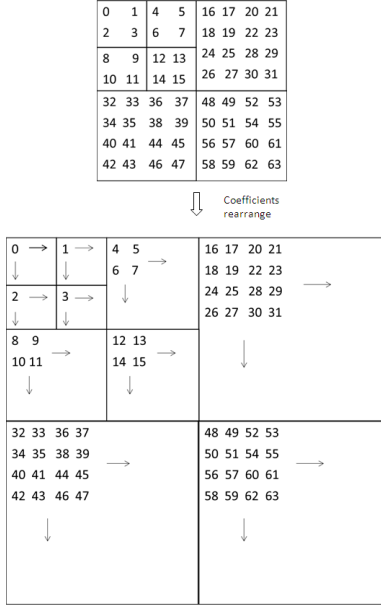 0 1 4 5 16 17 20 21
2 3 6 7 18 19 22 23
8 9 12 13 24 25 28 29
10 11 14 15 26 27 30 31
32 33 36 37 48 49 52 53
34 35 38 39 50 51 54 55
40 41 44 45 56 57 60 61
42 43 46 47 58 59 62 63
Coefficients
rearrange
0 1 4 5 16 17 20 21
6 7 18 19 22 23
2 3 24 25 28 29
26 27 30 31
8 9 12 13
10 11 14 15
32 33 36 37 48 49 52 53
34 35 38 39 50 51 54 55
40 41 44 45 56 57 60 61
42 43 46 47 58 59 62 63